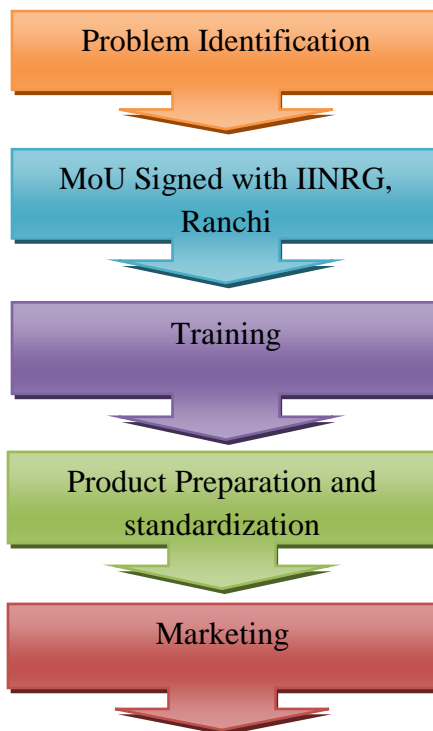 Problem Identification
MoU Signed with IINRG,
Ranchi
Training
Product Preparation and
standardization
Marketing